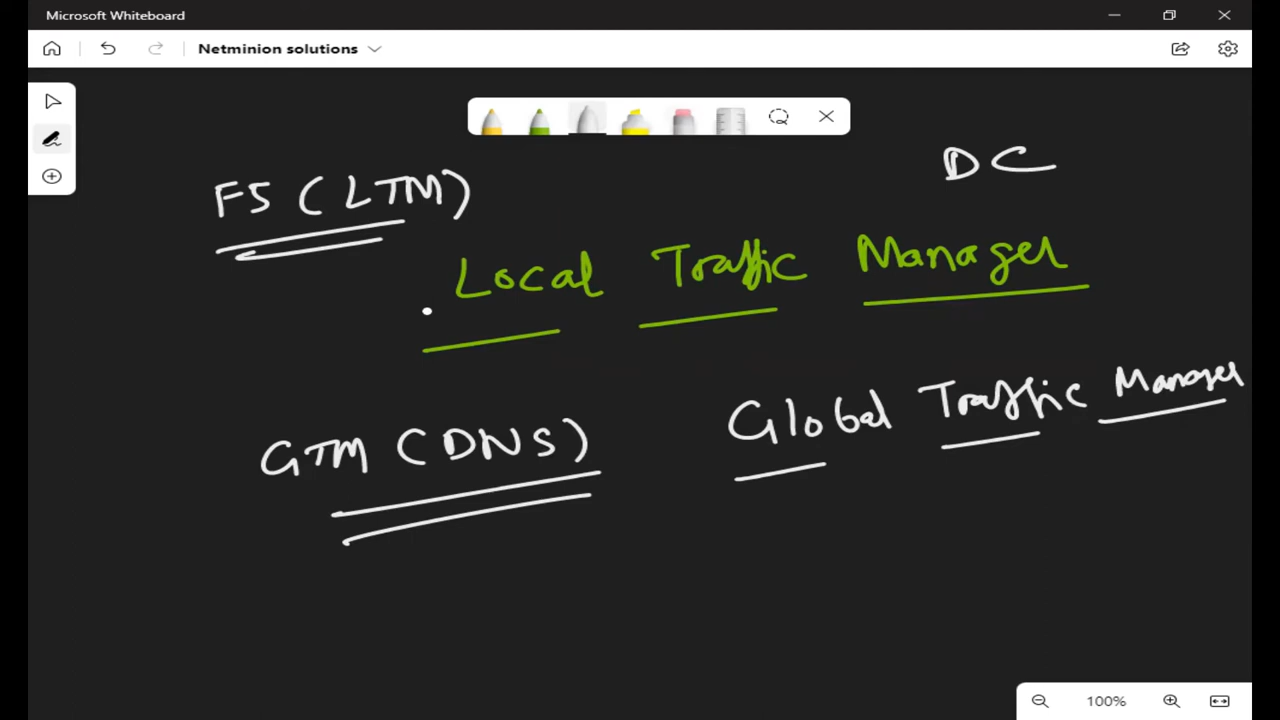 Microsoft Whiteboard
Netminion solutions
DC
F5 (LTM)
Local Traffic Manager
Global Traffic Manager
GTM (DNS)
100%